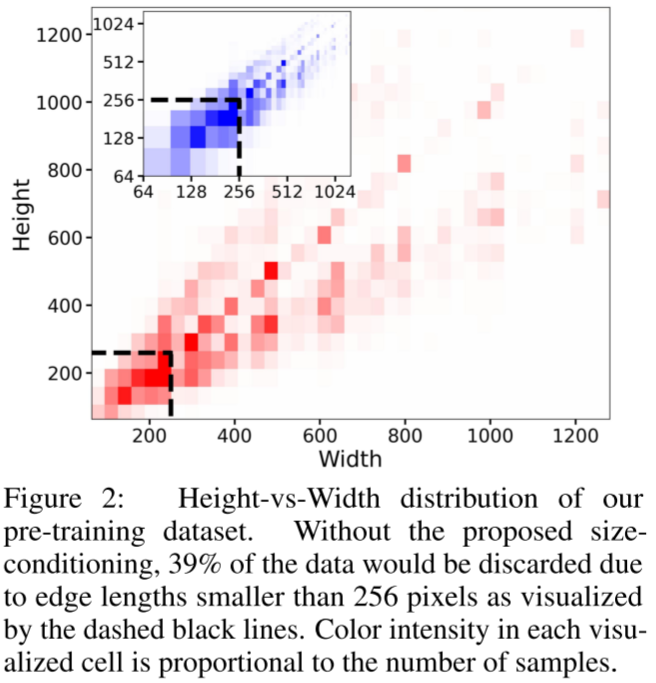 1200
1000
800
600
400
200
Height
1024
512
256
128
64
64 128 256 512 1024
200 400 600 800 1000 1200
Width
Figure 2: Height-vs-Width distribution of our
pre-training dataset. Without the proposed size-
conditioning, 39% of the data would be discarded due
to edge lengths smaller than 256 pixels as visualized
by the dashed black lines. Color intensity in each visu-
alized cell is proportional to the number of samples.